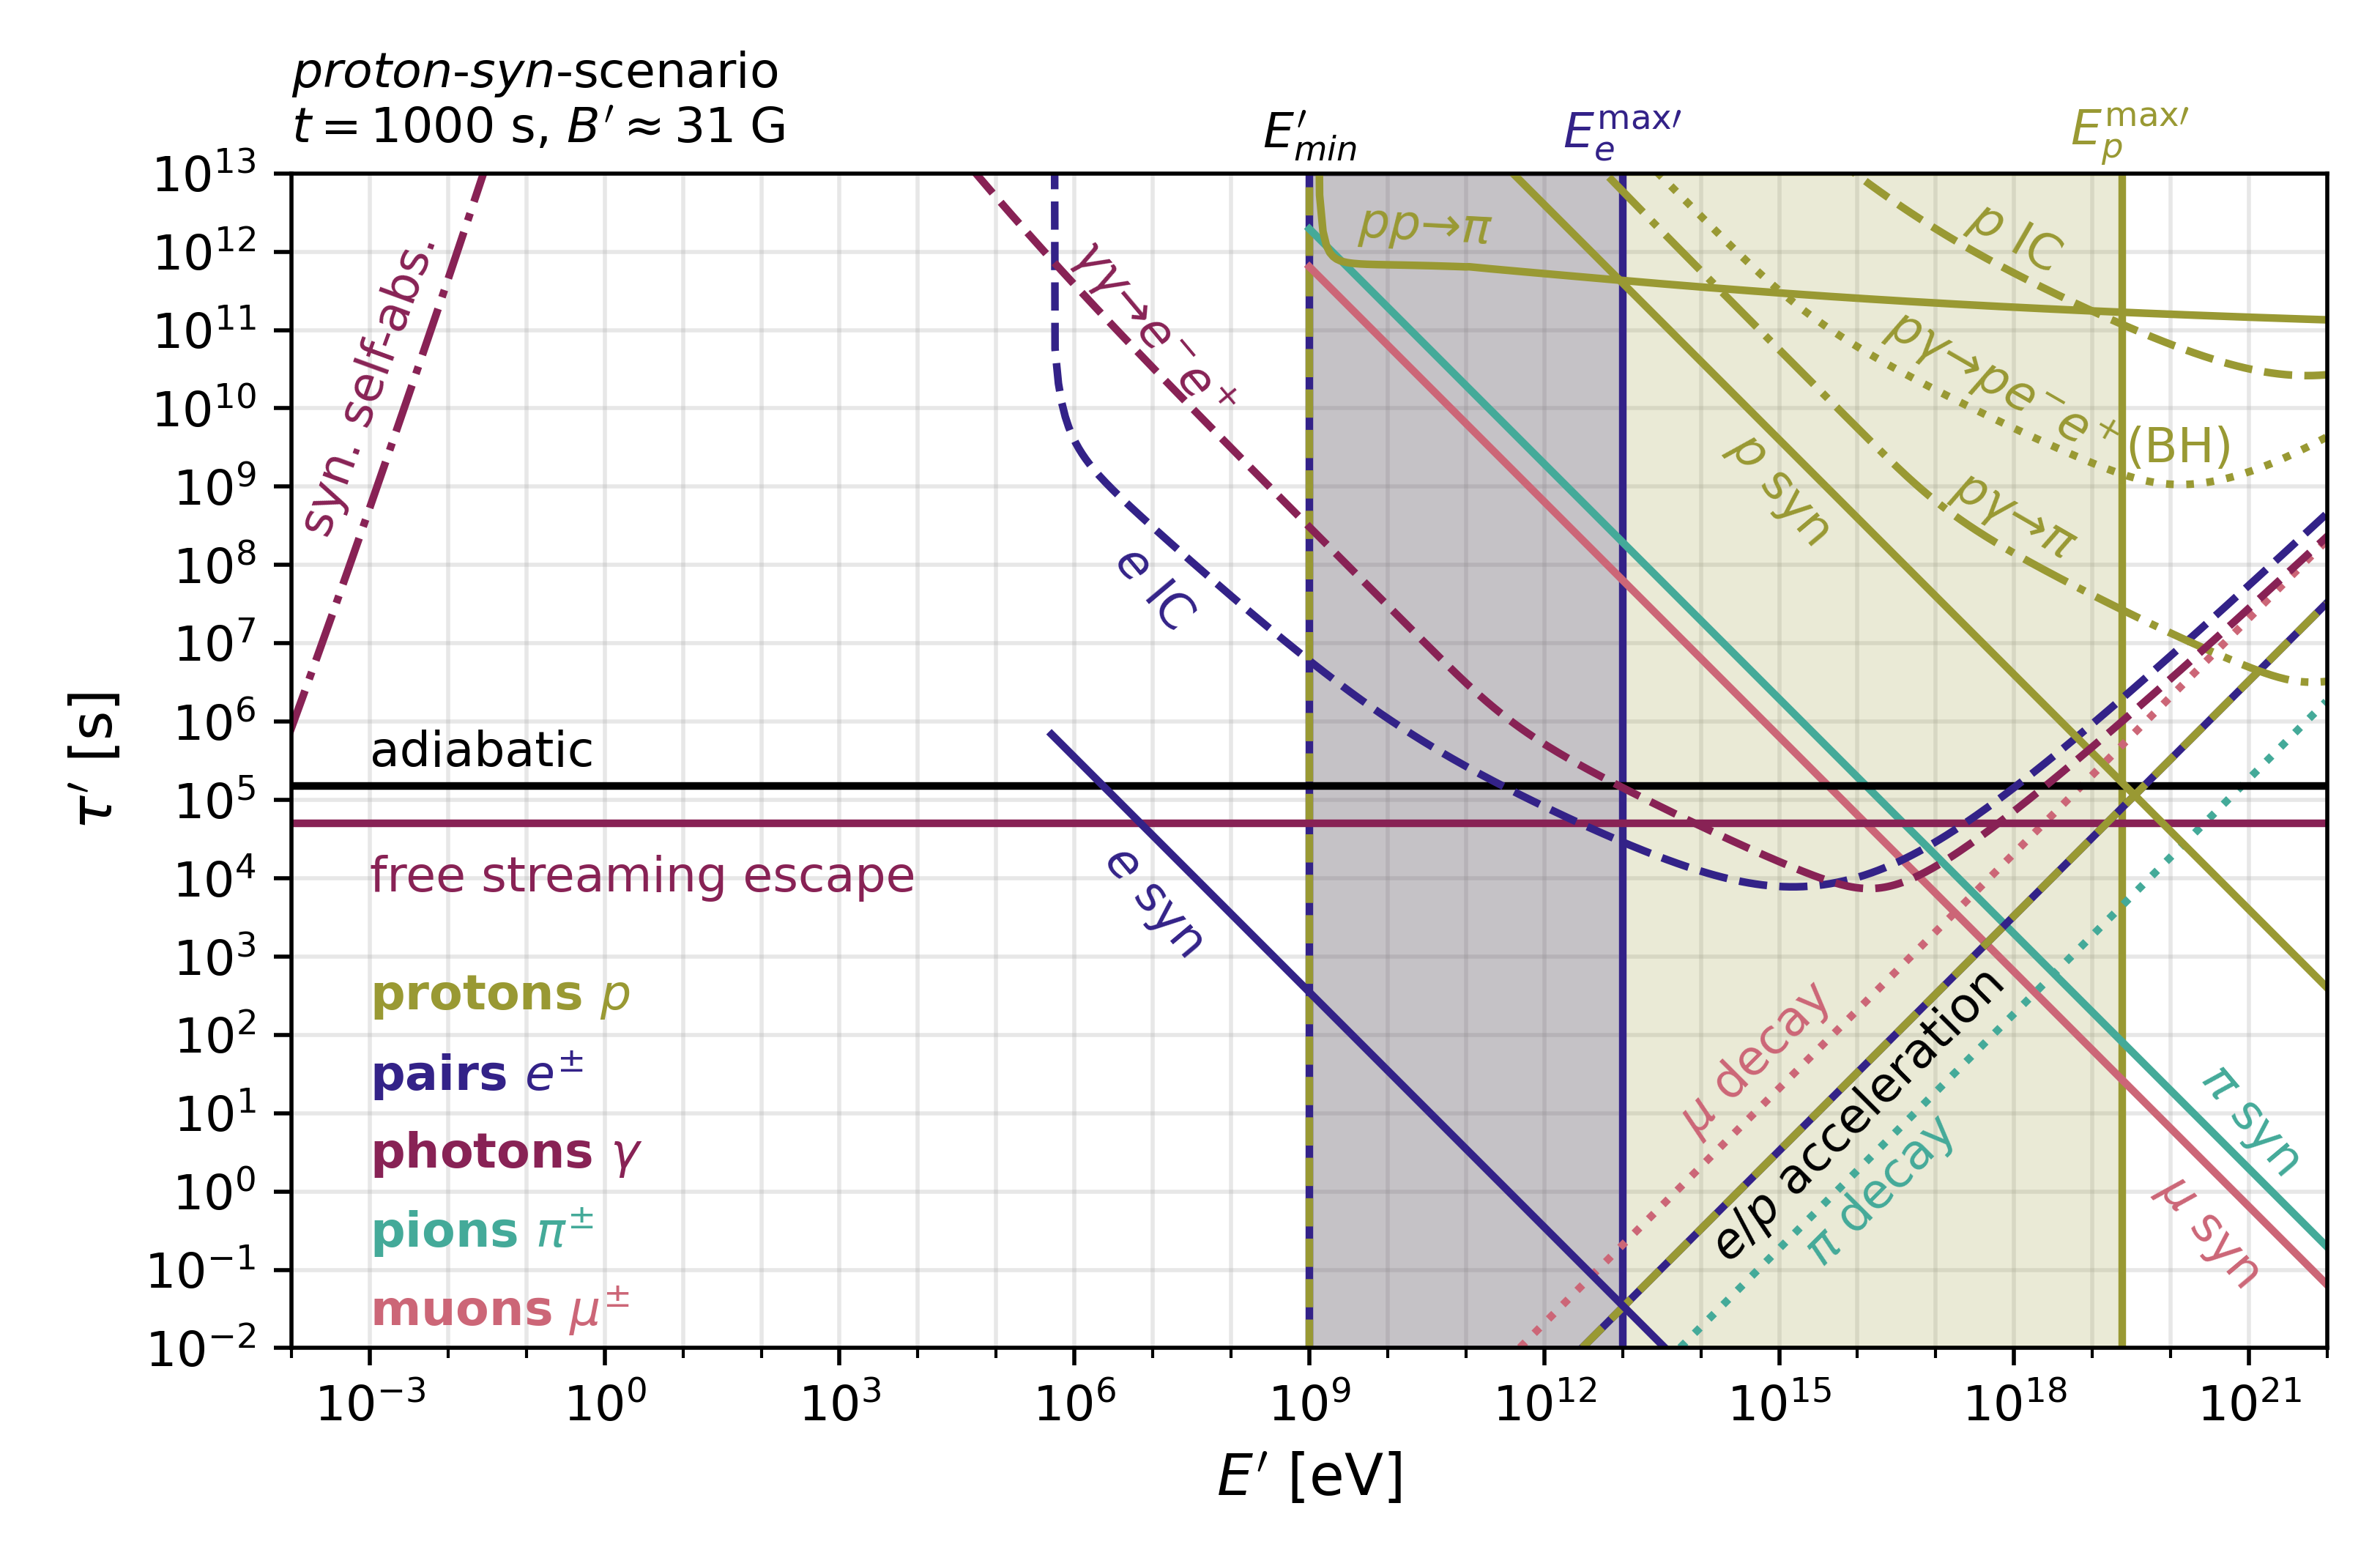 proton-syn-scenario
t = 1000 s, B′ ≈ 31 G
E′ₘᵢₙ
Eₑᵐᵃˣ′
Eₚᵐᵃˣ′
10¹³
10¹²
10¹¹
10¹⁰
10⁹
10⁸
10⁷
10⁶
10⁵
10⁴
10³
10²
10¹
10⁰
10⁻¹
10⁻²
τ′ [s]
syn. self-abs.
γγ→e⁻e⁺
pp→π
p IC
pγ→pe⁻e⁺(BH)
p syn
pγ→π
e IC
adiabatic
free streaming escape
e syn
protons p
pairs e±
photons γ
pions π±
muons μ±
μ decay
e/p acceleration
π decay
π syn
μ syn
10⁻³
10⁰
10³
10⁶
10⁹
10¹²
10¹⁵
10¹⁸
10²¹
E′ [eV]